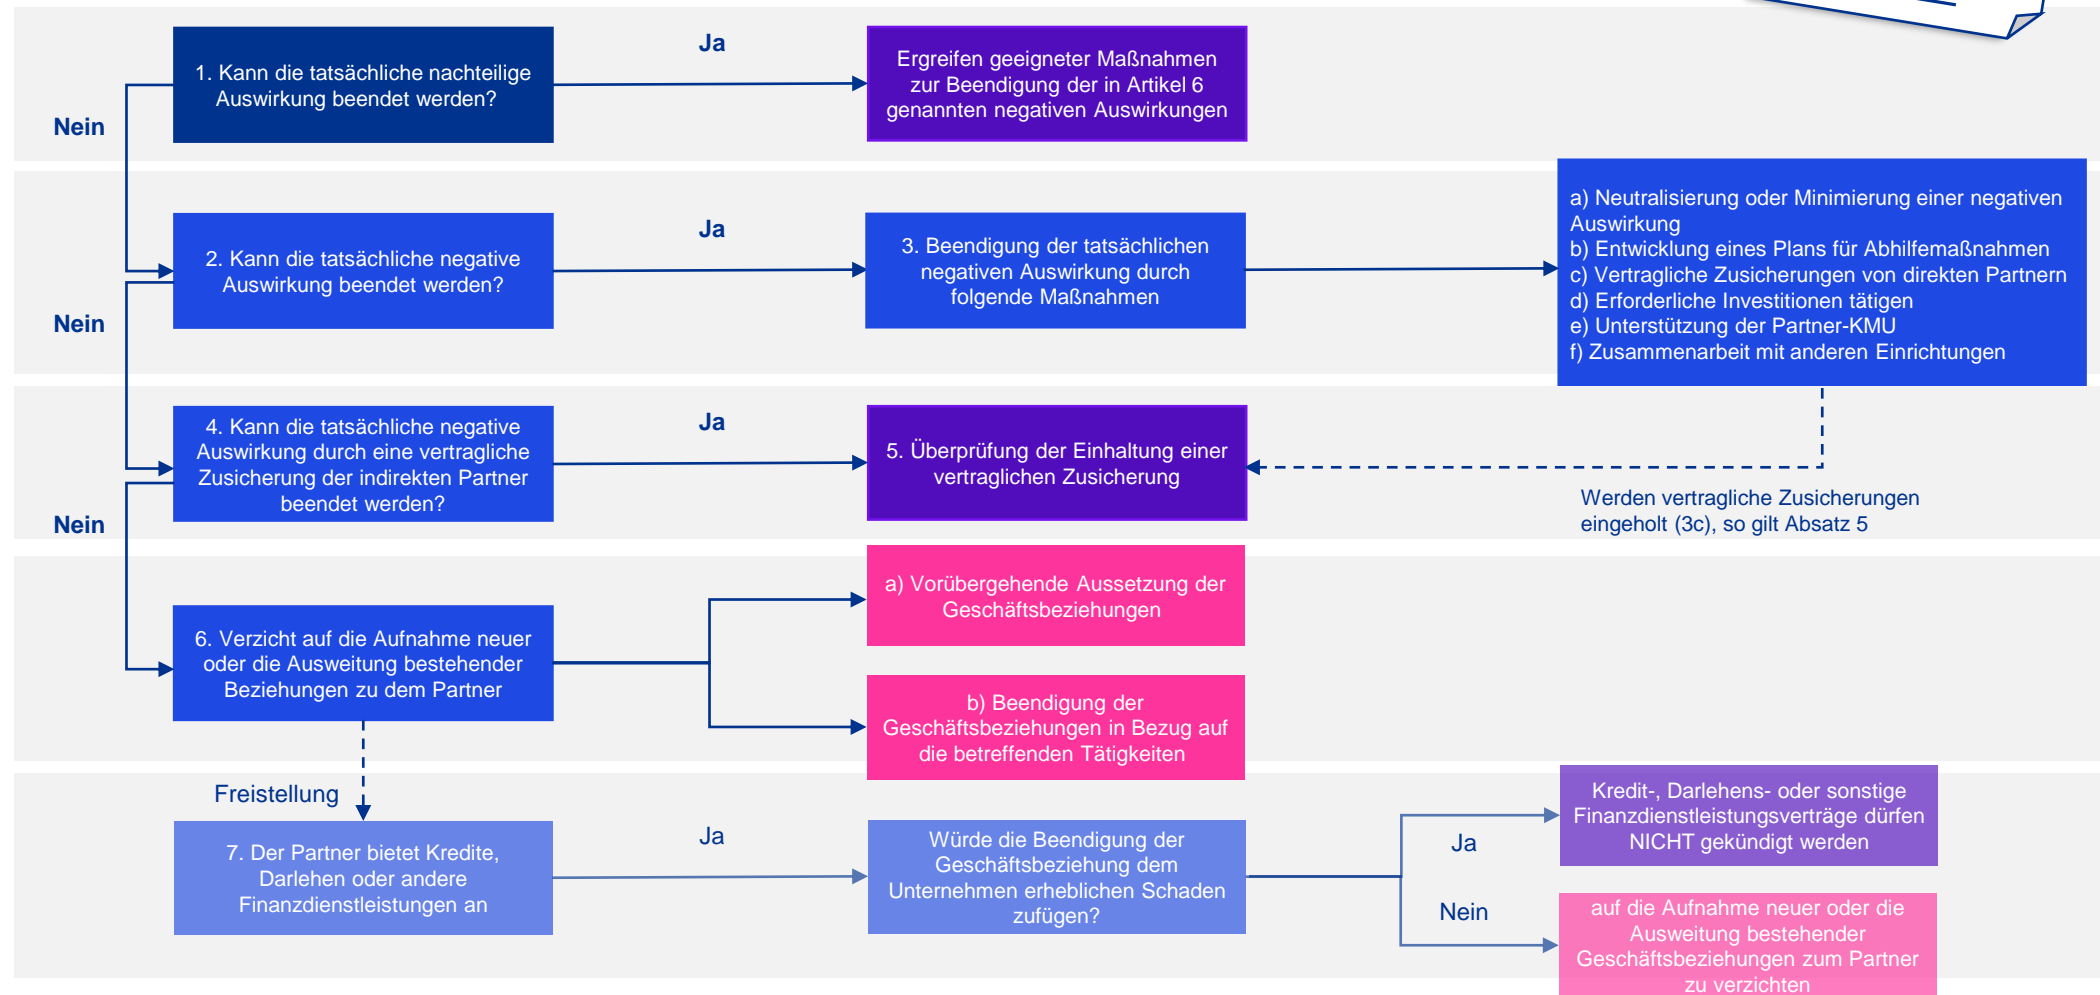 1. Kann die tatsächliche nachteilige
Auswirkung beendet werden?
Ja
Ergreifen geeigneter Maßnahmen
zur Beendigung der in Artikel 6
genannten negativen Auswirkungen
Nein
2. Kann die tatsächliche negative
Auswirkung beendet werden?
Ja
3. Beendigung der tatsächlichen
negativen Auswirkung durch
folgende Maßnahmen
a) Neutralisierung oder Minimierung einer negativen
Auswirkung
b) Entwicklung eines Plans für Abhilfemaßnahmen
c) Vertragliche Zusicherungen von direkten Partnern
d) Erforderliche Investitionen tätigen
e) Unterstützung der Partner-KMU
f) Zusammenarbeit mit anderen Einrichtungen
Nein
4. Kann die tatsächliche negative
Auswirkung durch eine vertragliche
Zusicherung der indirekten Partner
beendet werden?
Ja
5. Überprüfung der Einhaltung einer
vertraglichen Zusicherung
Werden vertragliche Zusicherungen
eingeholt (3c), so gilt Absatz 5
Nein
6. Verzicht auf die Aufnahme neuer
oder die Ausweitung bestehender
Beziehungen zu dem Partner
a) Vorübergehende Aussetzung der
Geschäftsbeziehungen
b) Beendigung der
Geschäftsbeziehungen in Bezug auf
die betreffenden Tätigkeiten
Freistellung
7. Der Partner bietet Kredite,
Darlehen oder andere
Finanzdienstleistungen an
Ja
Würde die Beendigung der
Geschäftsbeziehung dem
Unternehmen erheblichen Schaden
zufügen?
Ja
Kredit-, Darlehens- oder sonstige
Finanzdienstleistungsverträge dürfen
NICHT gekündigt werden
Nein
auf die Aufnahme neuer oder die
Ausweitung bestehender
Geschäftsbeziehungen zum Partner
zu verzichten